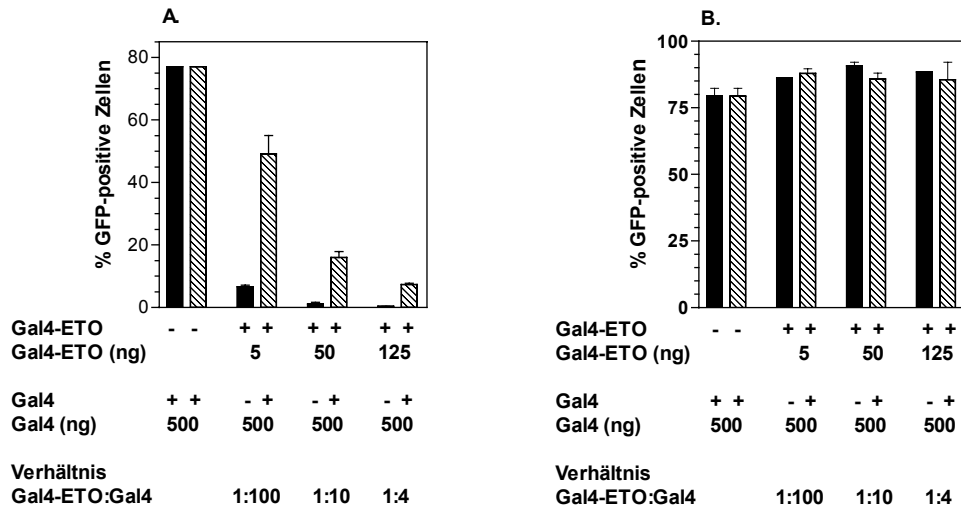 A.
% GFP-positive Zellen
80
60
40
20
0
Gal4-ETO - - + + + + + +
Gal4-ETO (ng) 5 50 125
Gal4 + + - + - + - +
Gal4 (ng) 500 500 500 500
Verhältnis
Gal4-ETO:Gal4 1:100 1:10 1:4
B.
% GFP-positive Zellen
100
75
50
25
0
Gal4-ETO - - + + + + + +
Gal4-ETO (ng) 5 50 125
Gal4 + + - + - + - +
Gal4 (ng) 500 500 500 500
Verhältnis
Gal4-ETO:Gal4 1:100 1:10 1:4